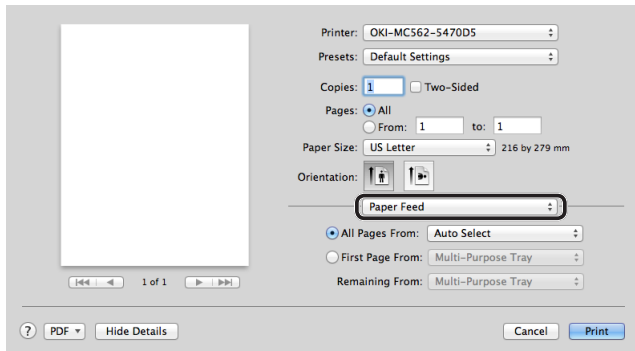 Printer: OKI-MC562-5470D5
Presets: Default Settings
Copies: 1 Two-Sided
Pages: All
From: 1 to: 1
Paper Size: US Letter 216 by 279 mm
Orientation:
Paper Feed
All Pages From: Auto Select
First Page From: Multi-Purpose Tray
Remaining From: Multi-Purpose Tray
1 of 1
? PDF Hide Details Cancel Print